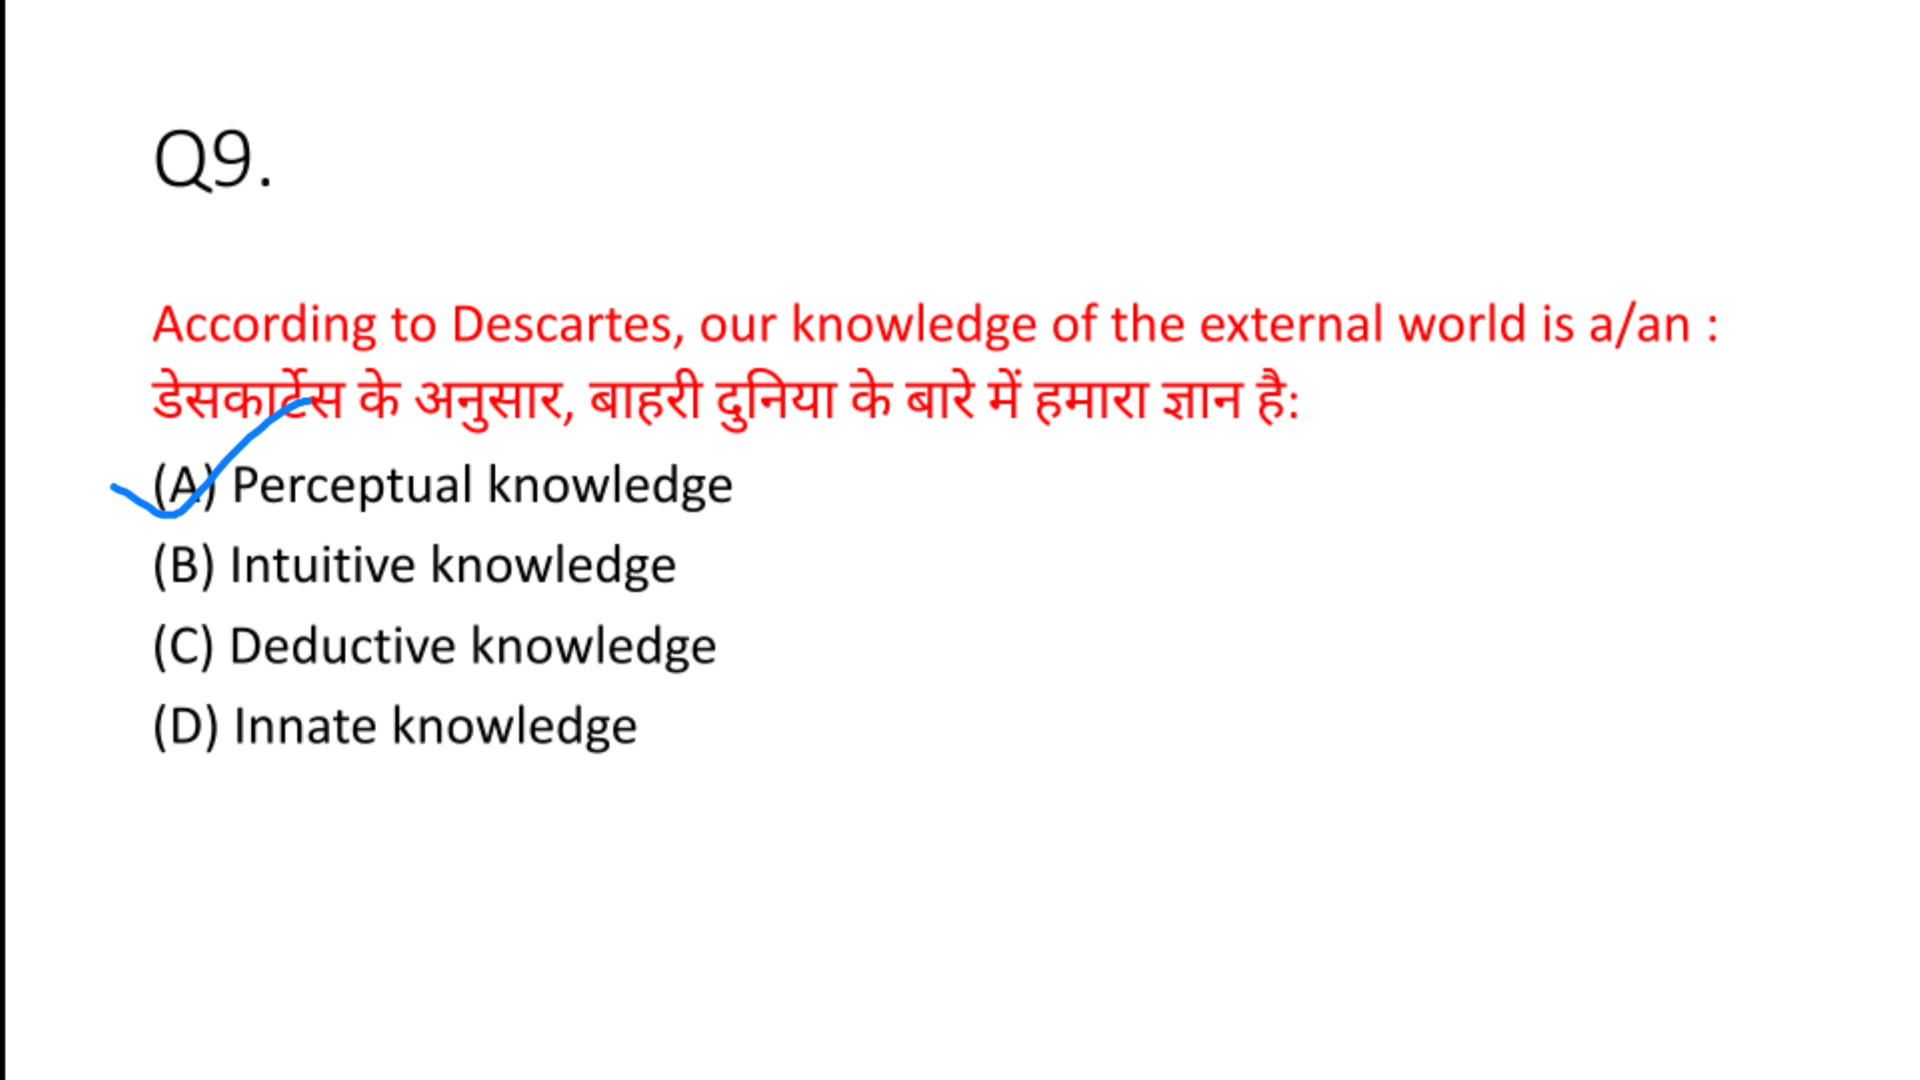 Q9.
According to Descartes, our knowledge of the external world is a/an :
डेसकार्टेस के अनुसार, बाहरी दुनिया के बारे में हमारा ज्ञान है:
(A) Perceptual knowledge
(B) Intuitive knowledge
(C) Deductive knowledge
(D) Innate knowledge